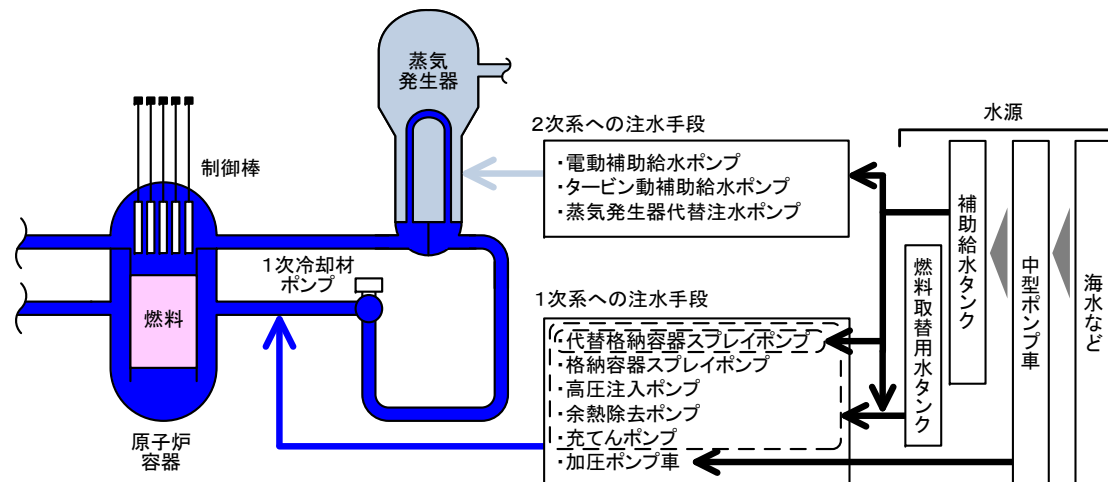 蒸気
発生器
制御棒
1次冷却材
ポンプ
燃料
原子炉
容器
2次系への注水手段
・電動補助給水ポンプ
・タービン動補助給水ポンプ
・蒸気発生器代替注水ポンプ
1次系への注水手段
・代替格納容器スプレイポンプ
・格納容器スプレイポンプ
・高圧注入ポンプ
・余熱除去ポンプ
・充てんポンプ
・加圧ポンプ車
水源
燃料取替用水タンク
補助給水タンク
中型ポンプ車
海水など